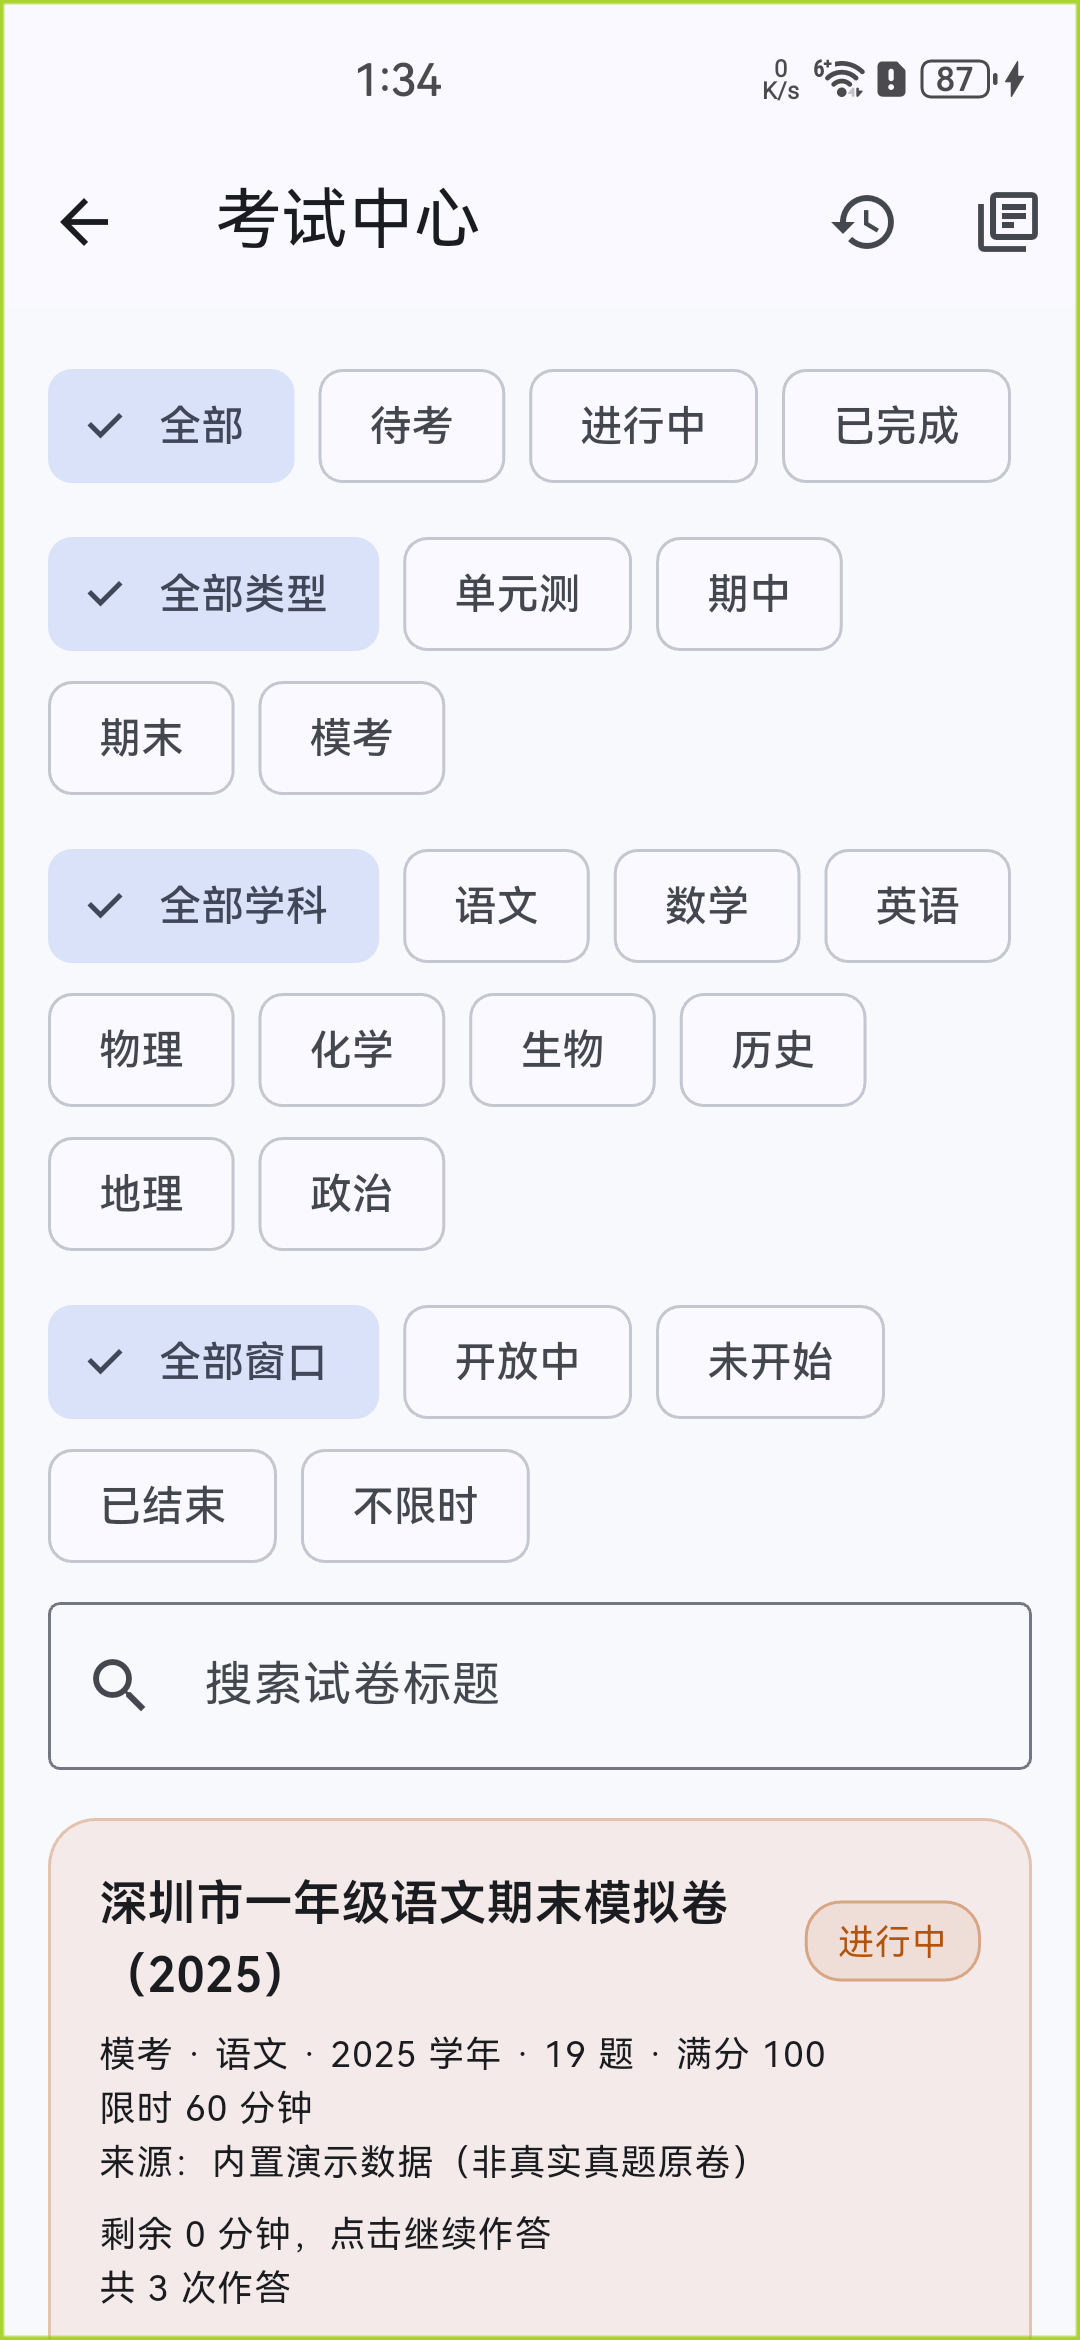 1:34
0
K/s
6+
87
考试中心
全部
待考
进行中
已完成
全部类型
单元测
期中
期末
模考
全部学科
语文
数学
英语
物理
化学
生物
历史
地理
政治
全部窗口
开放中
未开始
已结束
不限时
搜索试卷标题
深圳市一年级语文期末模拟卷
（2025）
进行中
模考 · 语文 · 2025 学年 · 19 题 · 满分 100
限时 60 分钟
来源：内置演示数据（非真实真题原卷）
剩余 0 分钟，点击继续作答
共 3 次作答